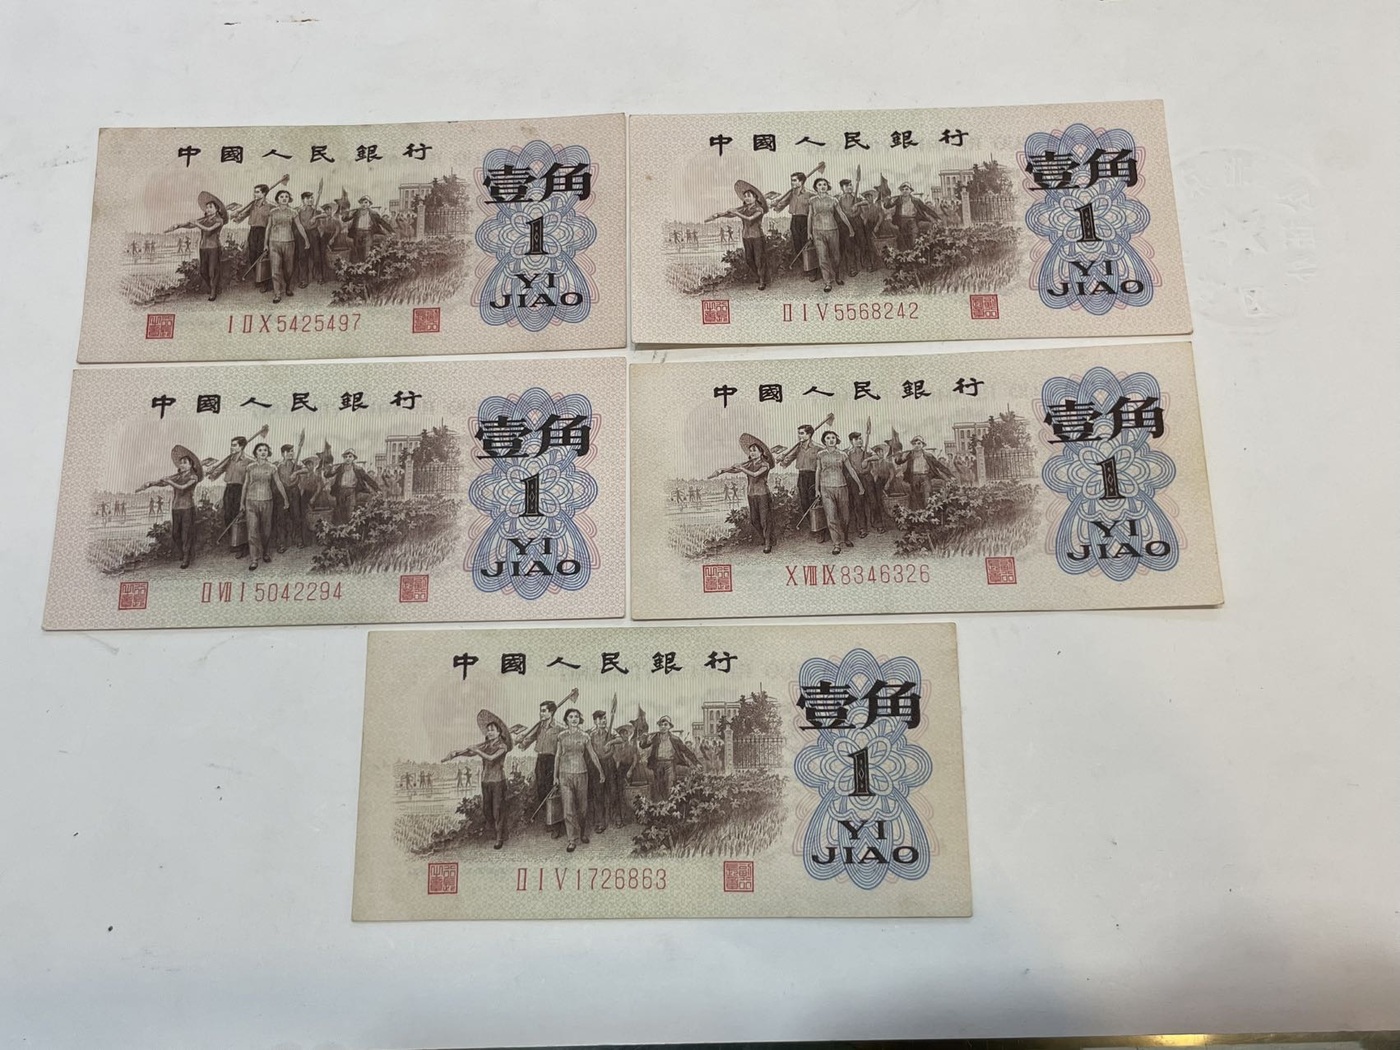 中國人民銀行
壹角
1
YI
JIAO
I II X 5425497
中國人民銀行
壹角
1
YI
JIAO
II I V 5568242
中國人民銀行
壹角
1
YI
JIAO
II VII I 5042294
中國人民銀行
壹角
1
YI
JIAO
X VIII IX 8346326
中國人民銀行
壹角
1
YI
JIAO
II I V 1726863